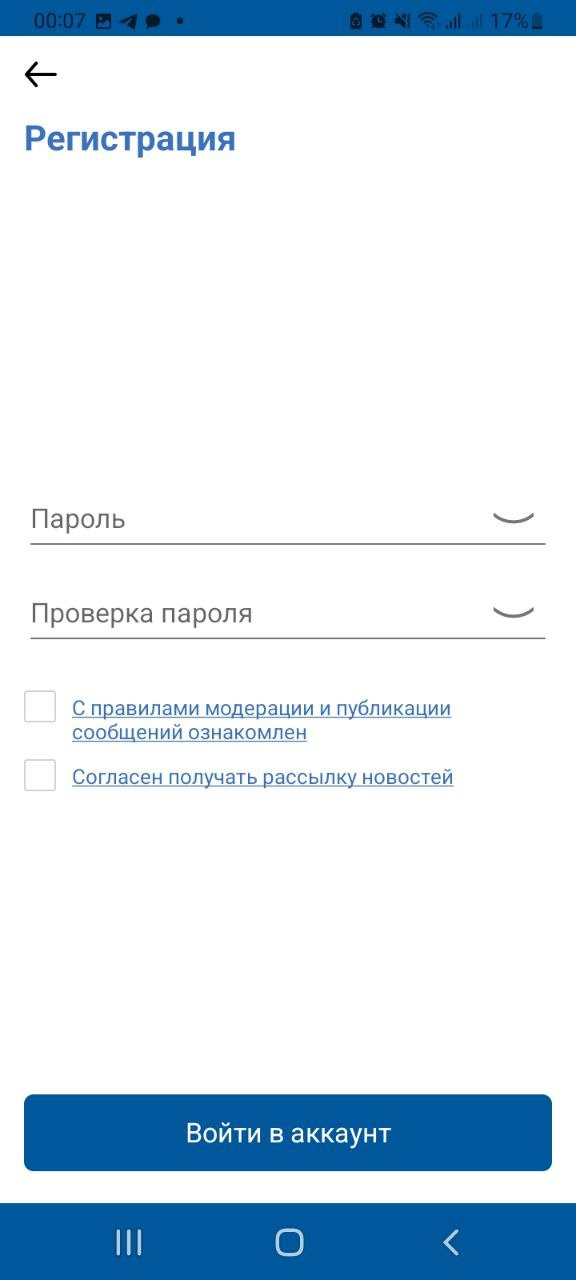 00:07
17%
Регистрация
Пароль
Проверка пароля
С правилами модерации и публикации
сообщений ознакомлен
Согласен получать рассылку новостей
Войти в аккаунт